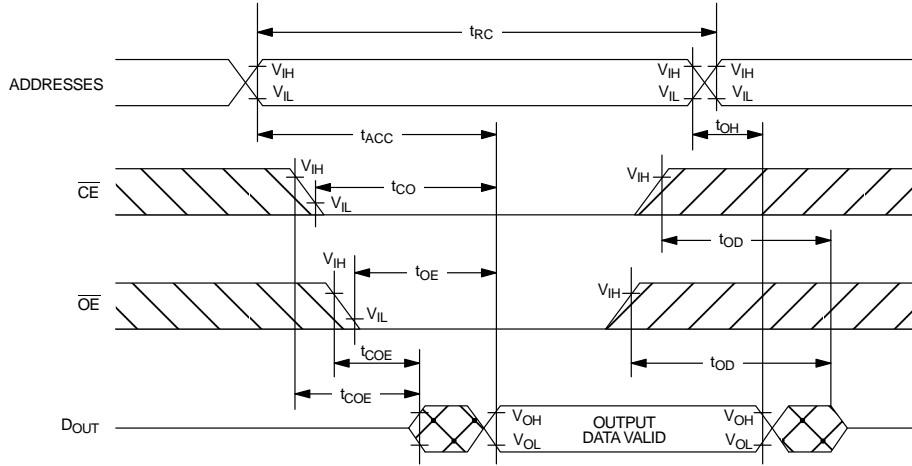 tRC
ADDRESSES
VIH
VIL
VIH
VIL
VIH
VIL
tACC
tOH
CE
VIH
VIL
tCO
VIH
tOD
OE
VIH
VIL
tOE
VIH
tOD
tCOE
tCOE
DOUT
VOH
VOL
OUTPUT
DATA VALID
VOH
VOL